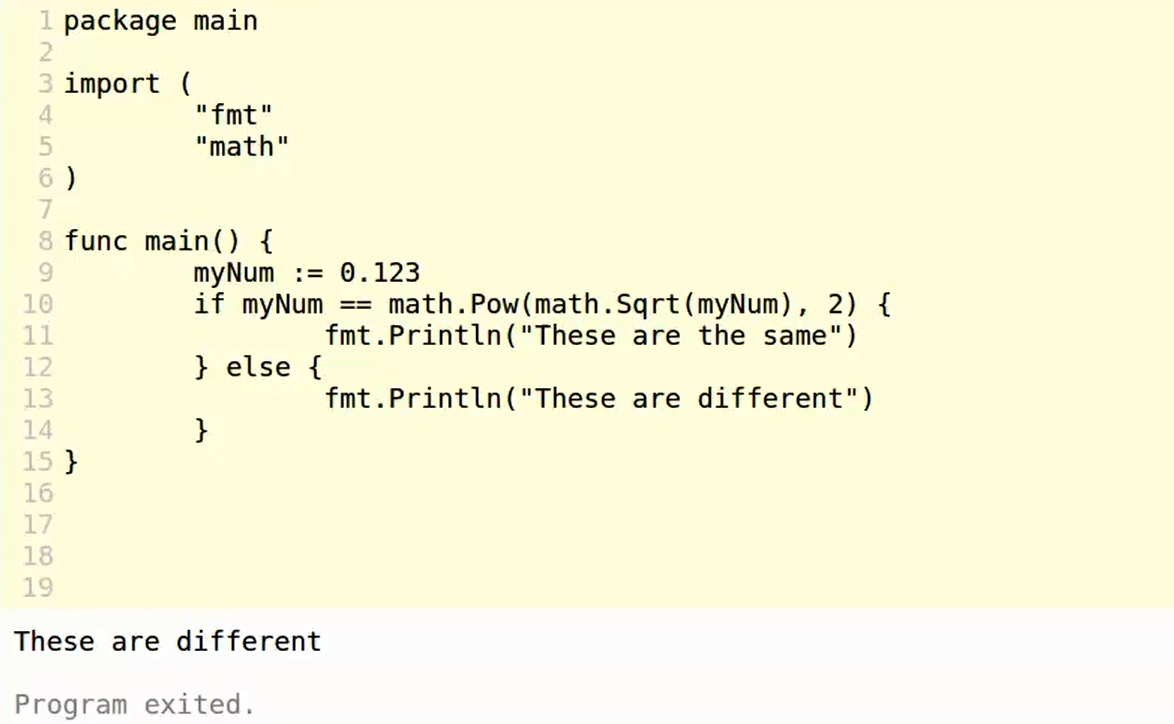 1 package main
2
3 import (
4         "fmt"
5         "math"
6 )
7
8 func main() {
9         myNum := 0.123
10         if myNum == math.Pow(math.Sqrt(myNum), 2) {
11                 fmt.Println("These are the same")
12         } else {
13                 fmt.Println("These are different")
14         }
15 }
16
17
18
19
These are different
Program exited.